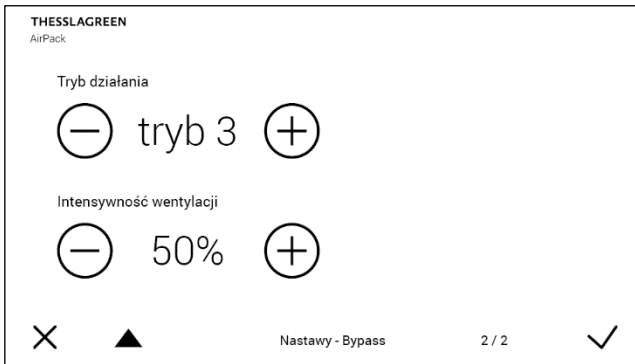 THESSLAGREEN
AirPack
Tryb działania
tryb 3
Intensywność wentylacji
50%
Nastawy - Bypass 2 / 2